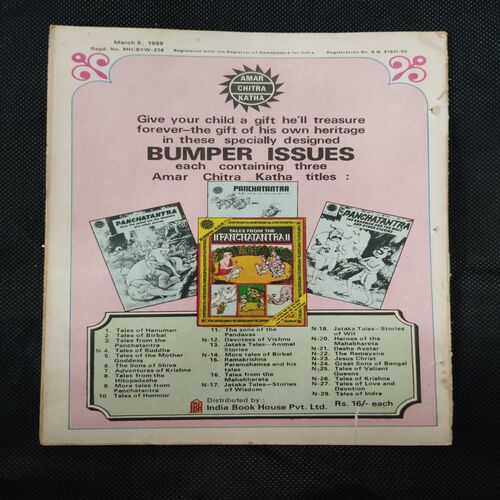 March 5, 1989
Regd. No. MH/BYW-216 Registered with the Registrar of Newspapers for India. Registration No. R.N. 37801/80
AMAR
CHITRA
KATHA
Give your child a gift he'll treasure
forever—the gift of his own heritage
in these specially designed
BUMPER ISSUES
each containing three
Amar Chitra Katha titles :
PANCHATANTRA
PANCHATANTRA
PANCHATANTRA
TALES FROM THE
PANCHATANTRA
1. Tales of Hanuman
2. Tales of Birbal
3. Tales from the
Panchatantra
N-4. Tales of Buddha
5. Tales of the Mother
Goddess
6. The Sons of Shiva
7. Adventures of Krishna
8. Tales from the
Hitopadesha
9. More tales from
Panchatantra
10. Tales of Humour
11. The sons of the
Pandavas
N-12. Devotees of Vishnu
13. Jataka Tales—Animal
Stories
N-14. More tales of Birbal
15. Ramakrishna
Paramahamsa and his
tales
16. Tales from the
Mahabharata
N-17. Jataka Tales—Stories
of Wisdom
N-18. Jataka Tales—Stories
of Wit
N-20. Heroes of the
Mahabharata
N-21. Dasha Avatar
N-22. The Ramayana
N-23. Jesus Christ
N-24. Great Sons of Bengal
N-25. Tales of Valiant
Queens
N-26. Tales of Krishna
N-27. Tales of Love and
Devotion
N-29. Tales of Indra
IBH
Distributed by :
India Book House Pvt. Ltd.
Rs. 16/- each